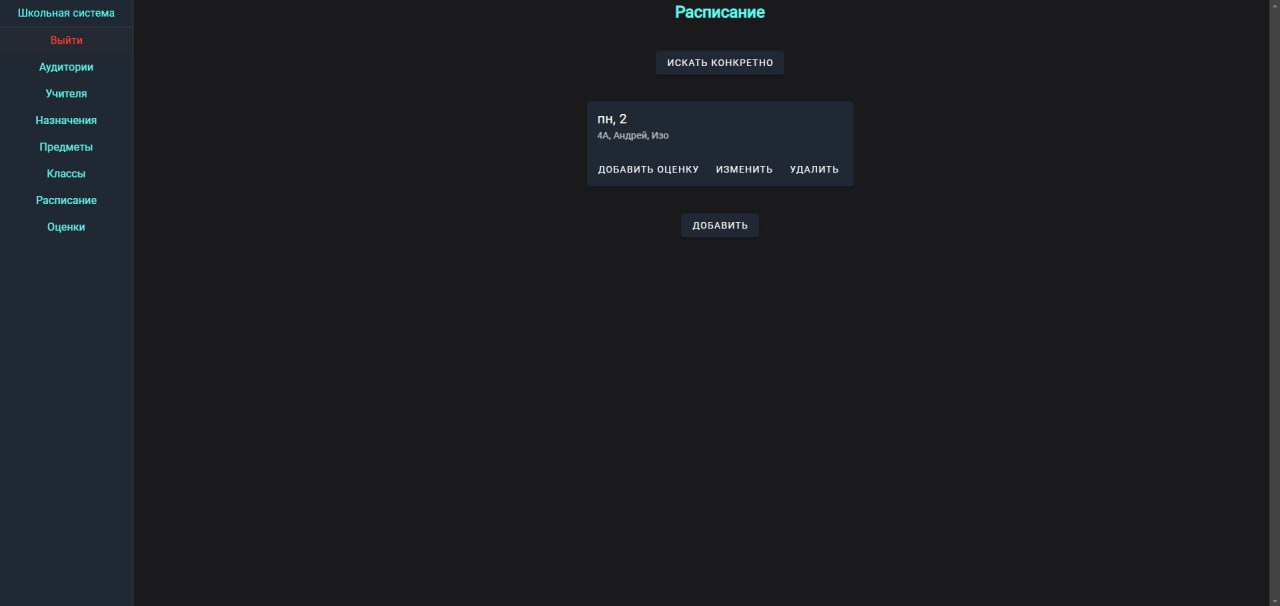 Школьная система
Выйти
Аудитории
Учителя
Назначения
Предметы
Классы
Расписание
Оценки
Расписание
ИСКАТЬ КОНКРЕТНО
пн, 2
4А, Андрей, Изо
ДОБАВИТЬ ОЦЕНКУ ИЗМЕНИТЬ УДАЛИТЬ
ДОБАВИТЬ